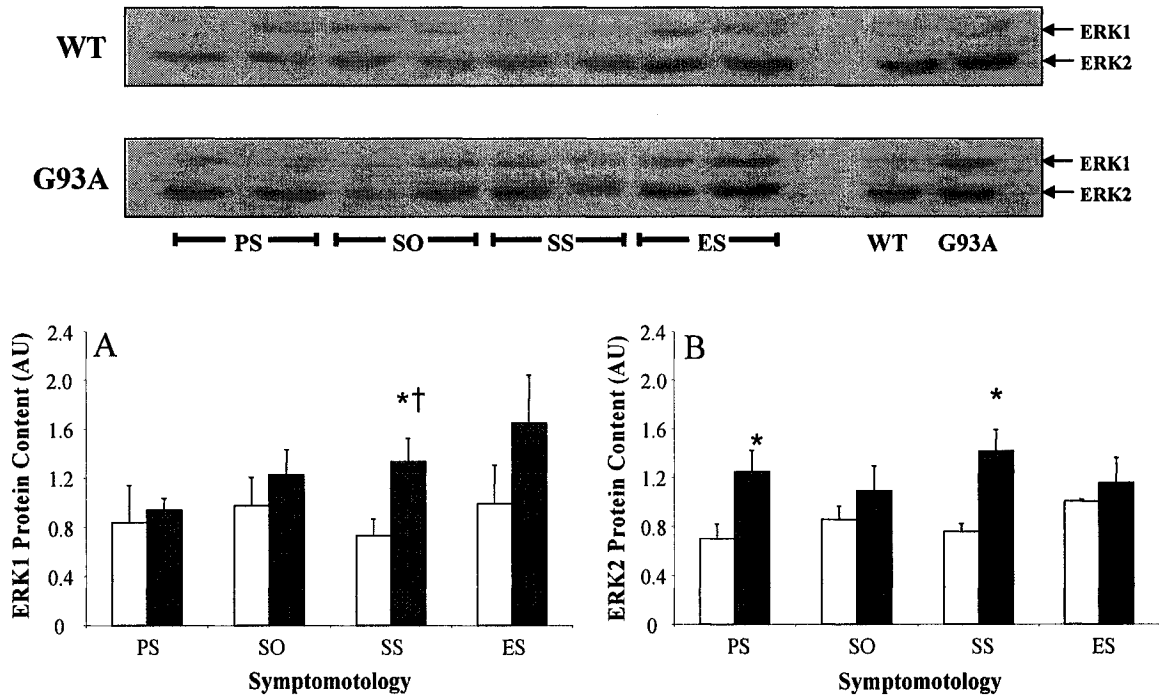 WT
ERK1
ERK2
G93A
ERK1
ERK2
PS SO SS ES WT G93A
A
ERK1 Protein Content (AU)
2.4
2.0
1.6
1.2
0.8
0.4
0
*†
PS SO SS ES
Symptomotology
B
ERK2 Protein Content (AU)
2.4
2.0
1.6
1.2
0.8
0.4
0
*
*
PS SO SS ES
Symptomotology